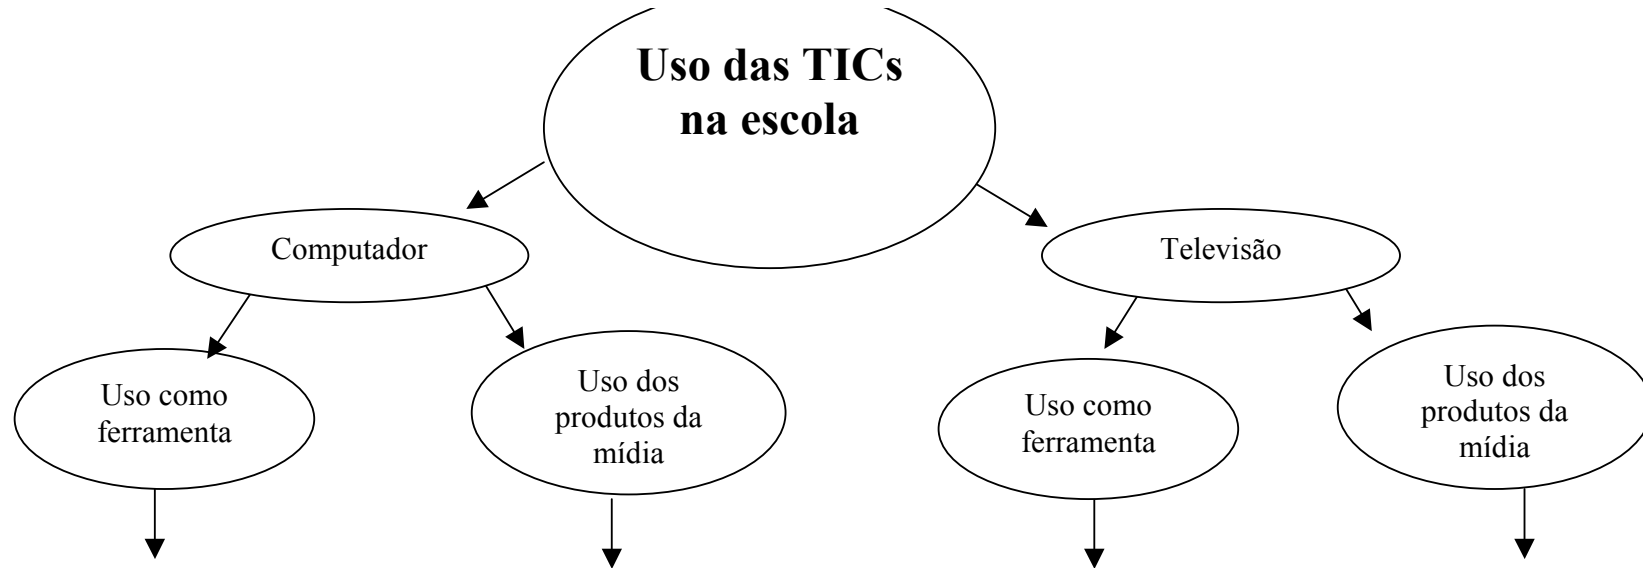 Uso das TICs
na escola
Computador
Televisão
Uso como
ferramenta
Uso dos
produtos da
mídia
Uso como
ferramenta
Uso dos
produtos da
mídia